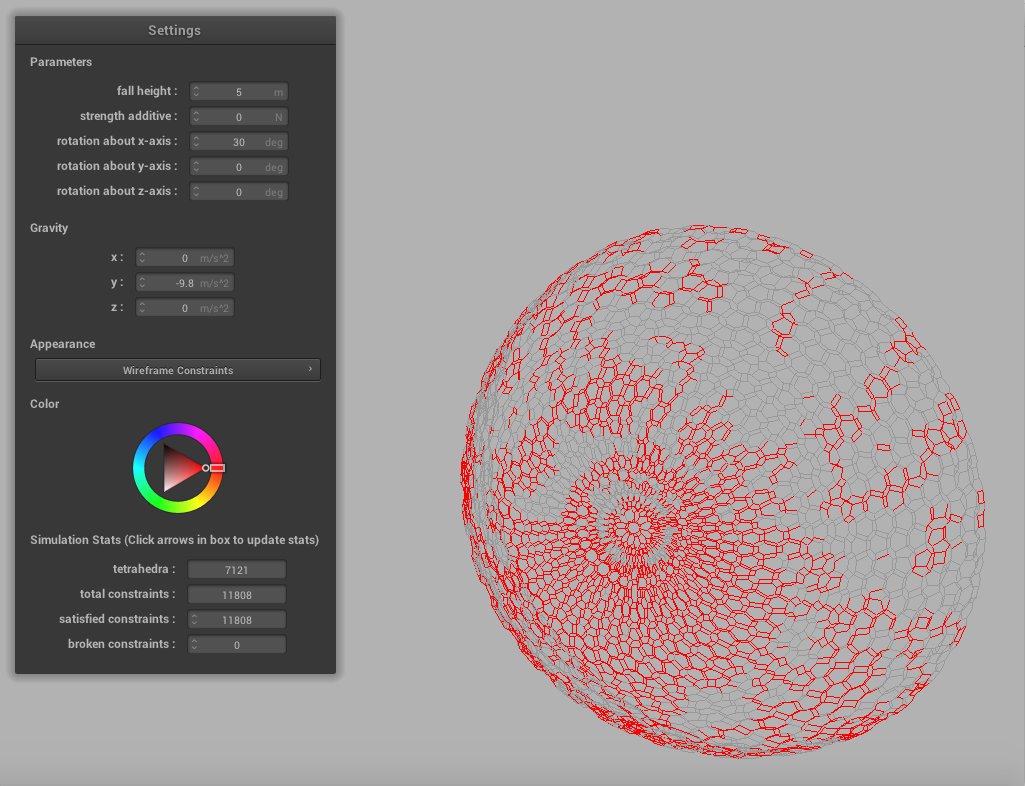 Settings
Parameters
fall height : 5 m
strength additive : 0 N
rotation about x-axis : 30 deg
rotation about y-axis : 0 deg
rotation about z-axis : 0 deg
Gravity
x : 0 m/s^2
y : -9.8 m/s^2
z : 0 m/s^2
Appearance
Wireframe Constraints
Color
Simulation Stats (Click arrows in box to update stats)
tetrahedra : 7121
total constraints : 11808
satisfied constraints : 11808
broken constraints : 0